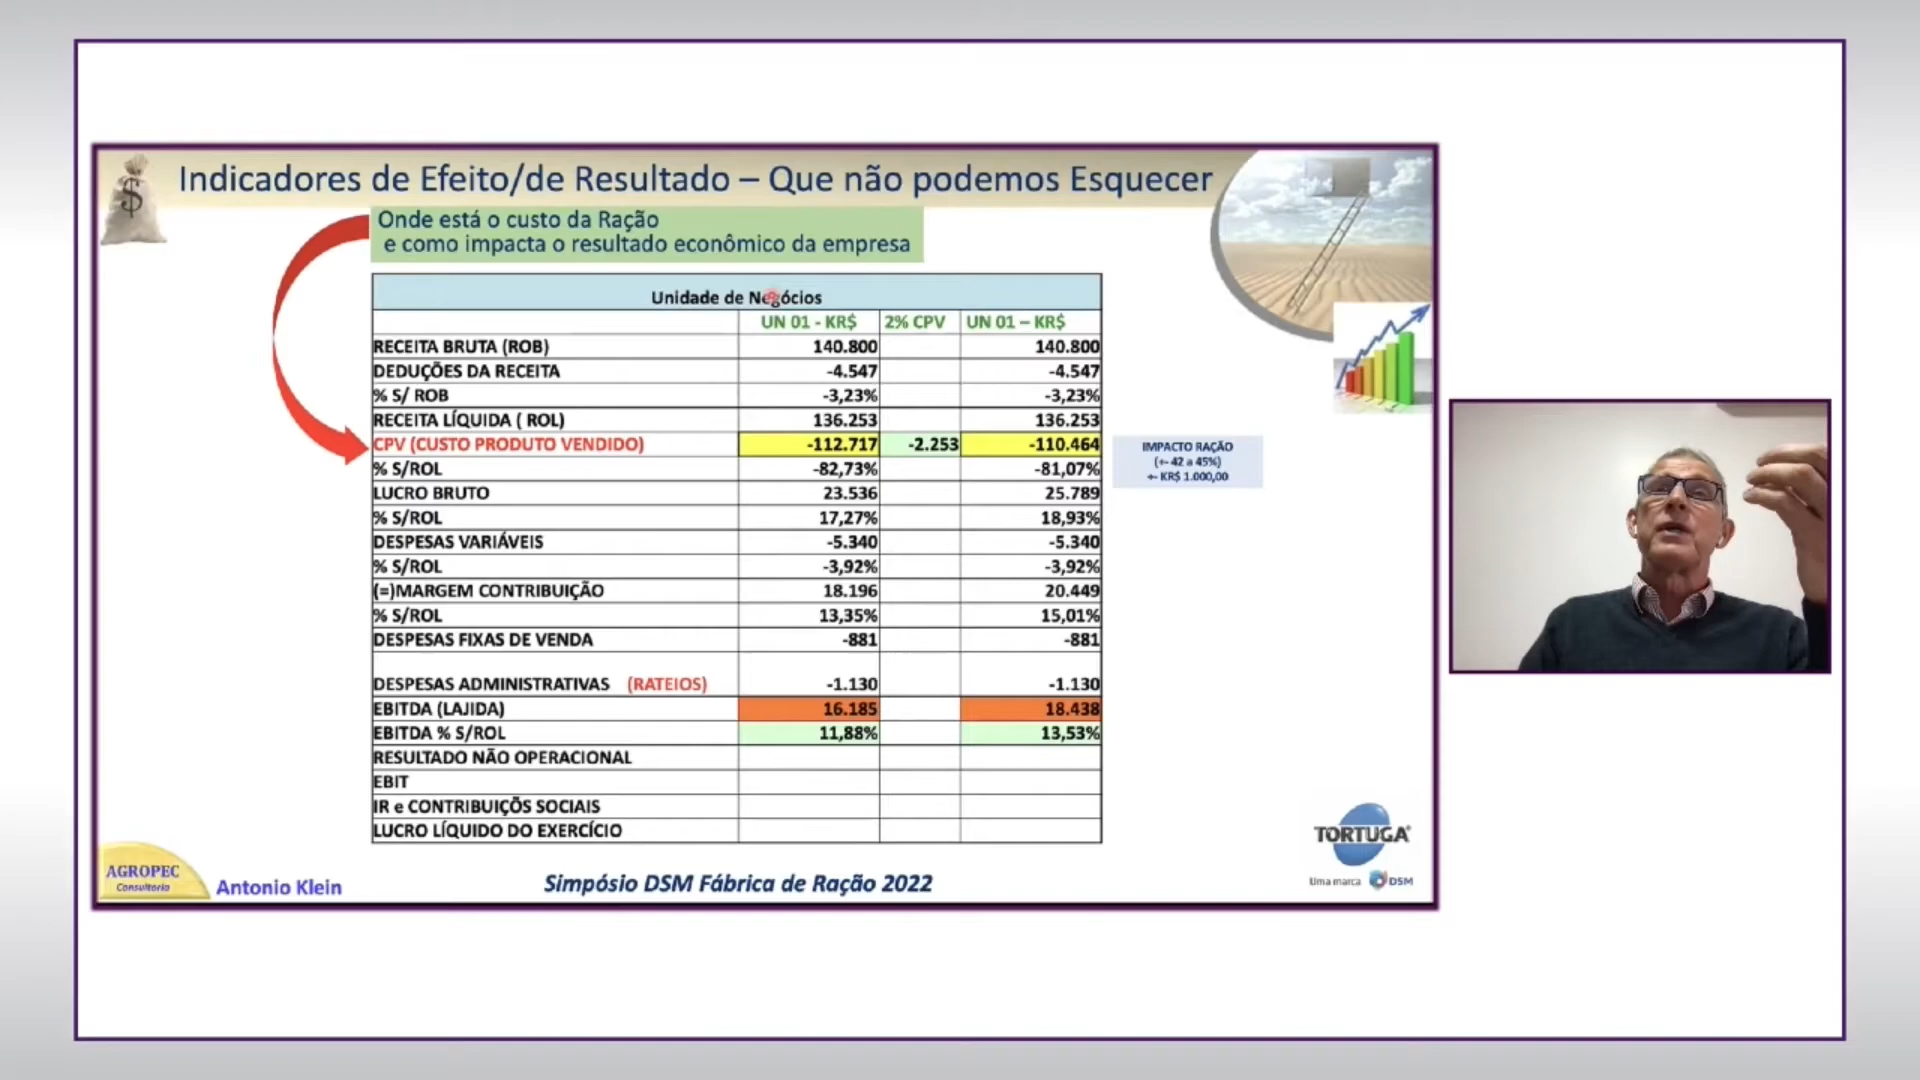 Indicadores de Efeito/de Resultado – Que não podemos Esquecer
Onde está o custo da Ração
e como impacta o resultado econômico da empresa
Unidade de Negócios
UN 01 - KR$ 2% CPV UN 01 – KR$
RECEITA BRUTA (ROB) 140.800 140.800
DEDUÇÕES DA RECEITA -4.547 -4.547
% S/ ROB -3,23% -3,23%
RECEITA LÍQUIDA ( ROL) 136.253 136.253
CPV (CUSTO PRODUTO VENDIDO) -112.717 -2.253 -110.464
% S/ROL -82,73% -81,07%
LUCRO BRUTO 23.536 25.789
% S/ROL 17,27% 18,93%
DESPESAS VARIÁVEIS -5.340 -5.340
% S/ROL -3,92% -3,92%
(=)MARGEM CONTRIBUIÇÃO 18.196 20.449
% S/ROL 13,35% 15,01%
DESPESAS FIXAS DE VENDA -881 -881
DESPESAS ADMINISTRATIVAS (RATEIOS) -1.130 -1.130
EBITDA (LAJIDA) 16.185 18.438
EBITDA % S/ROL 11,88% 13,53%
RESULTADO NÃO OPERACIONAL
EBIT
IR e CONTRIBUIÇÕS SOCIAIS
LUCRO LÍQUIDO DO EXERCÍCIO
IMPACTO RAÇÃO
(+- 42 a 45%)
+- KR$ 1.000,00
$
AGROPEC
Consultoria
Antonio Klein
Simpósio DSM Fábrica de Ração 2022
TORTUGA
Uma marca DSM